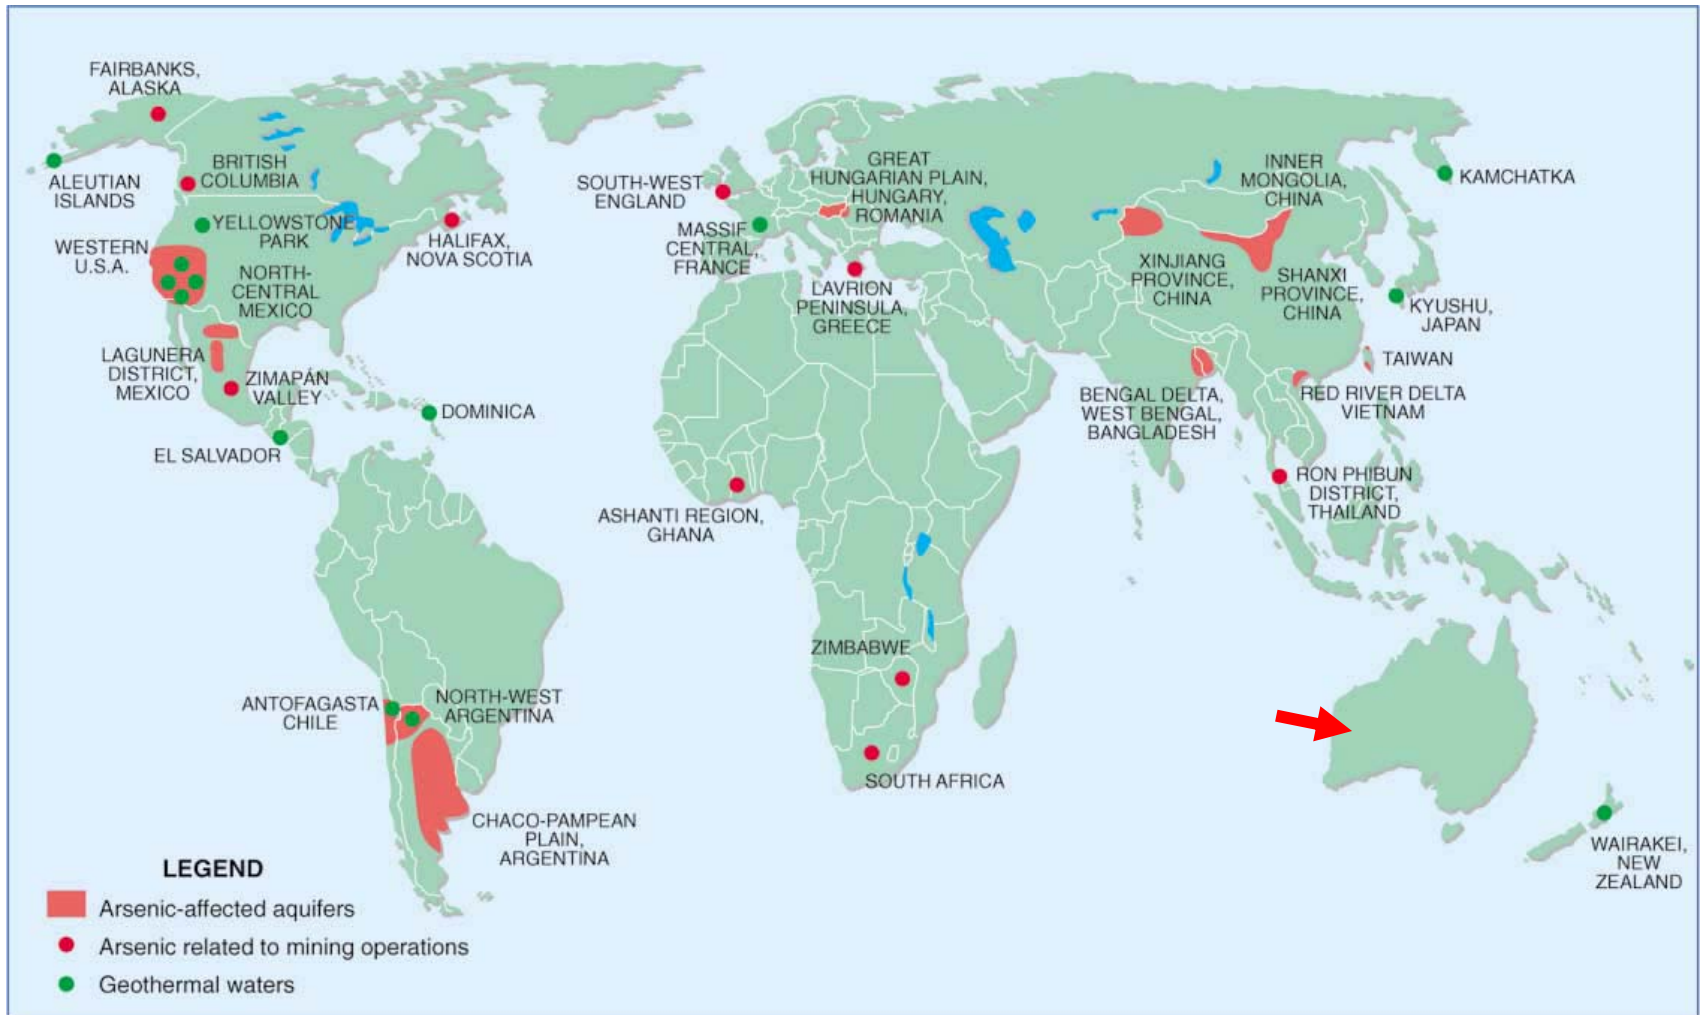 FAIRBANKS,
ALASKA
ALEUTIAN
ISLANDS
BRITISH
COLUMBIA
YELLOWSTONE
PARK
WESTERN
U.S.A.
NORTH-
CENTRAL
MEXICO
HALIFAX,
NOVA SCOTIA
LAGUNERA
DISTRICT,
MEXICO
ZIMAPÁN
VALLEY
DOMINICA
EL SALVADOR
ANTOFAGASTA
CHILE
NORTH-WEST
ARGENTINA
CHACO-PAMPEAN
PLAIN,
ARGENTINA
SOUTH-WEST
ENGLAND
MASSIF
CENTRAL,
FRANCE
GREAT
HUNGARIAN PLAIN,
HUNGARY,
ROMANIA
LAVRION
PENINSULA,
GREECE
ASHANTI REGION,
GHANA
ZIMBABWE
SOUTH AFRICA
INNER
MONGOLIA,
CHINA
KAMCHATKA
XINJIANG
PROVINCE,
CHINA
SHANXI
PROVINCE,
CHINA
KYUSHU,
JAPAN
TAIWAN
BENGAL DELTA,
WEST BENGAL,
BANGLADESH
RED RIVER DELTA
VIETNAM
RON PHIBUN
DISTRICT,
THAILAND
WAIRAKEI,
NEW
ZEALAND
LEGEND
Arsenic-affected aquifers
Arsenic related to mining operations
Geothermal waters